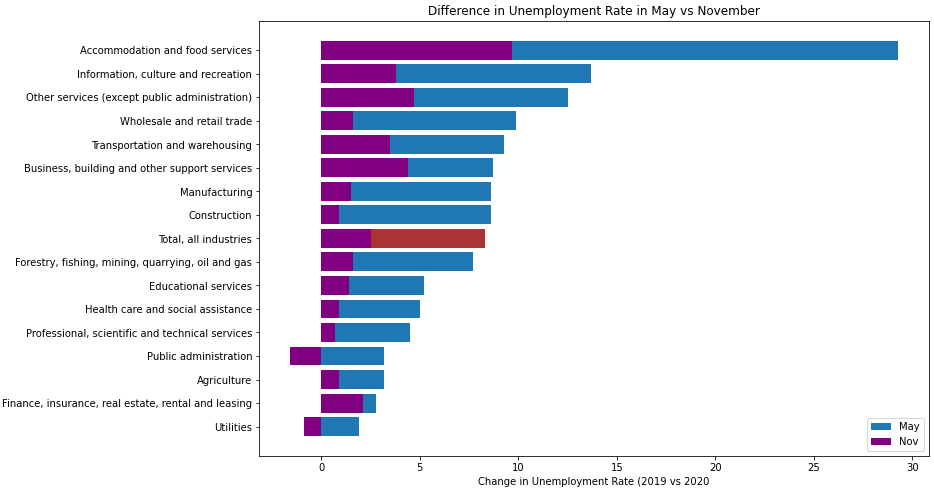 Difference in Unemployment Rate in May vs November
Accommodation and food services
Information, culture and recreation
Other services (except public administration)
Wholesale and retail trade
Transportation and warehousing
Business, building and other support services
Manufacturing
Construction
Total, all industries
Forestry, fishing, mining, quarrying, oil and gas
Educational services
Health care and social assistance
Professional, scientific and technical services
Public administration
Agriculture
Finance, insurance, real estate, rental and leasing
Utilities
May
Nov
0 5 10 15 20 25 30
Change in Unemployment Rate (2019 vs 2020